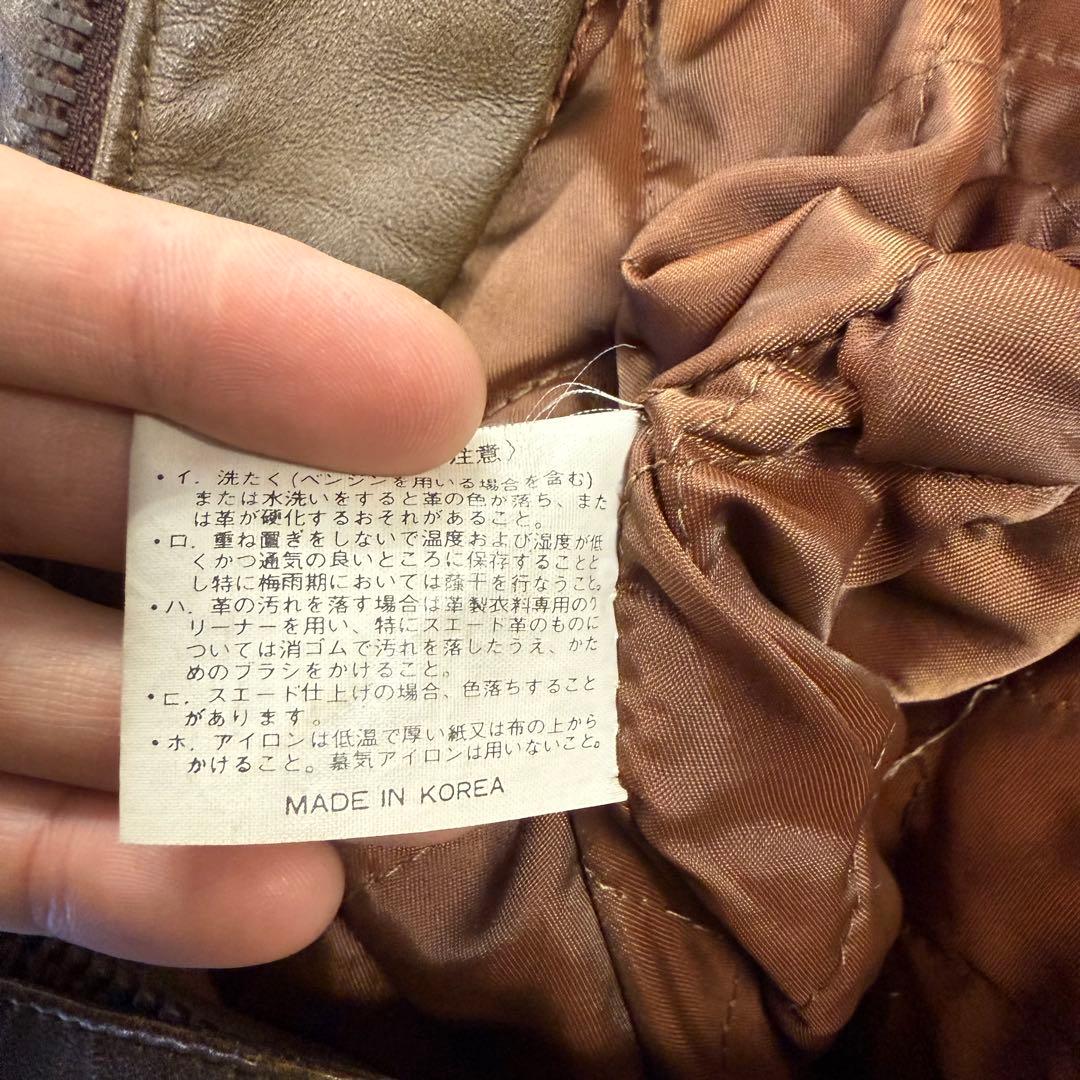 注意〉
・イ. 洗たく(ベンジンを用いる場合を含む)
または水洗いをすると革の色が落ち、また
は革が硬化するおそれがあること。
・ロ. 重ね置きをしないで温度および湿度が低
くかつ通気の良いところに保存することと
し特に梅雨期においては蔭干を行なうこと。
・ハ. 革の汚れを落す場合は革製衣料専用のク
リーナーを用い、特にスエード革のものに
ついては消ゴムで汚れを落したうえ、かた
めのブラシをかけること。
・ニ. スエード仕上げの場合、色落ちすること
があります。
・ホ. アイロンは低温で厚い紙又は布の上から
かけること。蒸気アイロンは用いないこと。
MADE IN KOREA